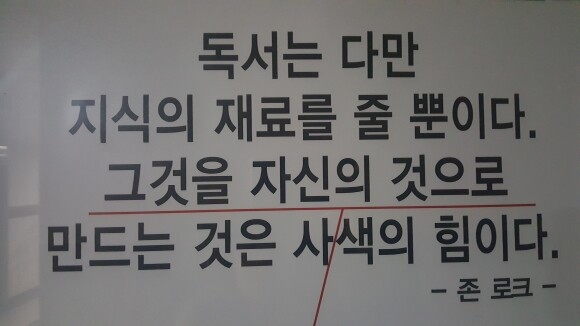 독서는 다만
지식의 재료를 줄 뿐이다.
그것을 자신의 것으로
만드는 것은 사색의 힘이다.
- 존 로크 -